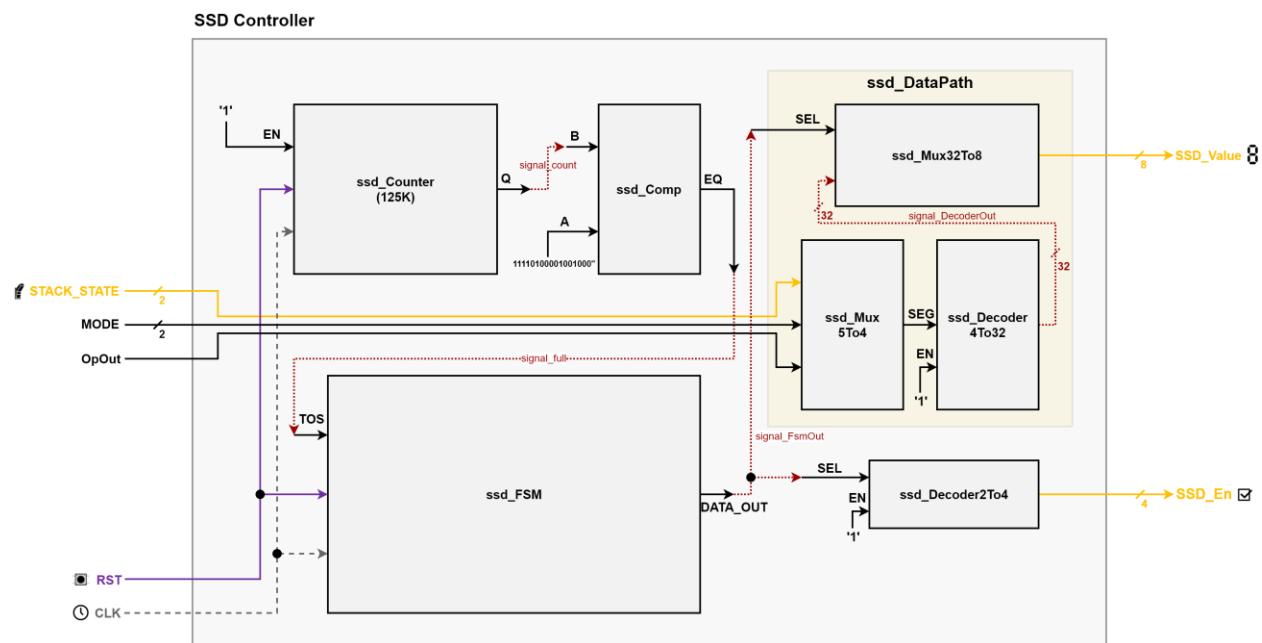 SSD Controller
ssd_DataPath
'1'
EN
ssd_Counter
(125K)
Q
signal_count
B
A
11110100001001000"
ssd_Comp
EQ
SEL
ssd_Mux32To8
8
SSD_Value
32
signal_DecoderOut
32
STACK_STATE
2
MODE
2
OpOut
ssd_Mux
5To4
SEG
EN
'1'
ssd_Decoder
4To32
signal_full
TOS
ssd_FSM
DATA_OUT
signal_FsmOut
SEL
EN
'1'
ssd_Decoder2To4
4
SSD_En
RST
CLK